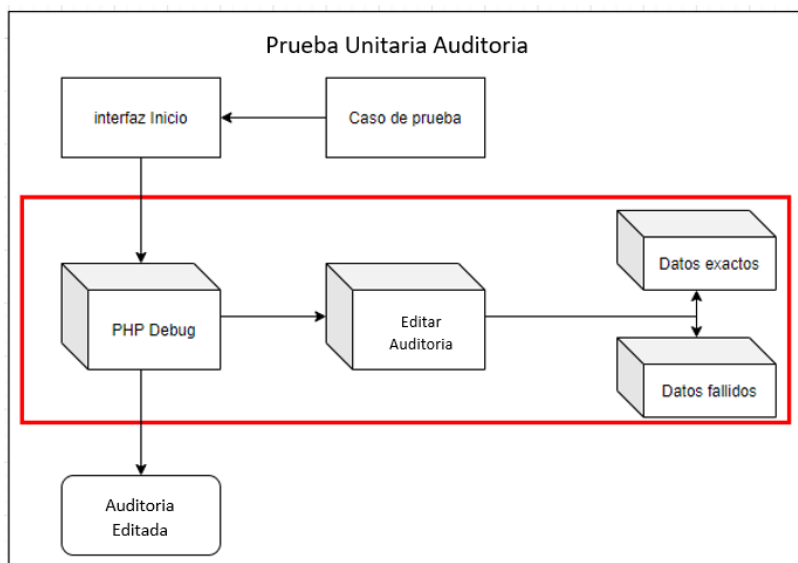 Prueba Unitaria Auditoria
interfaz Inicio
Caso de prueba
Datos exactos
PHP Debug
Editar
Auditoria
Datos fallidos
Auditoria
Editada